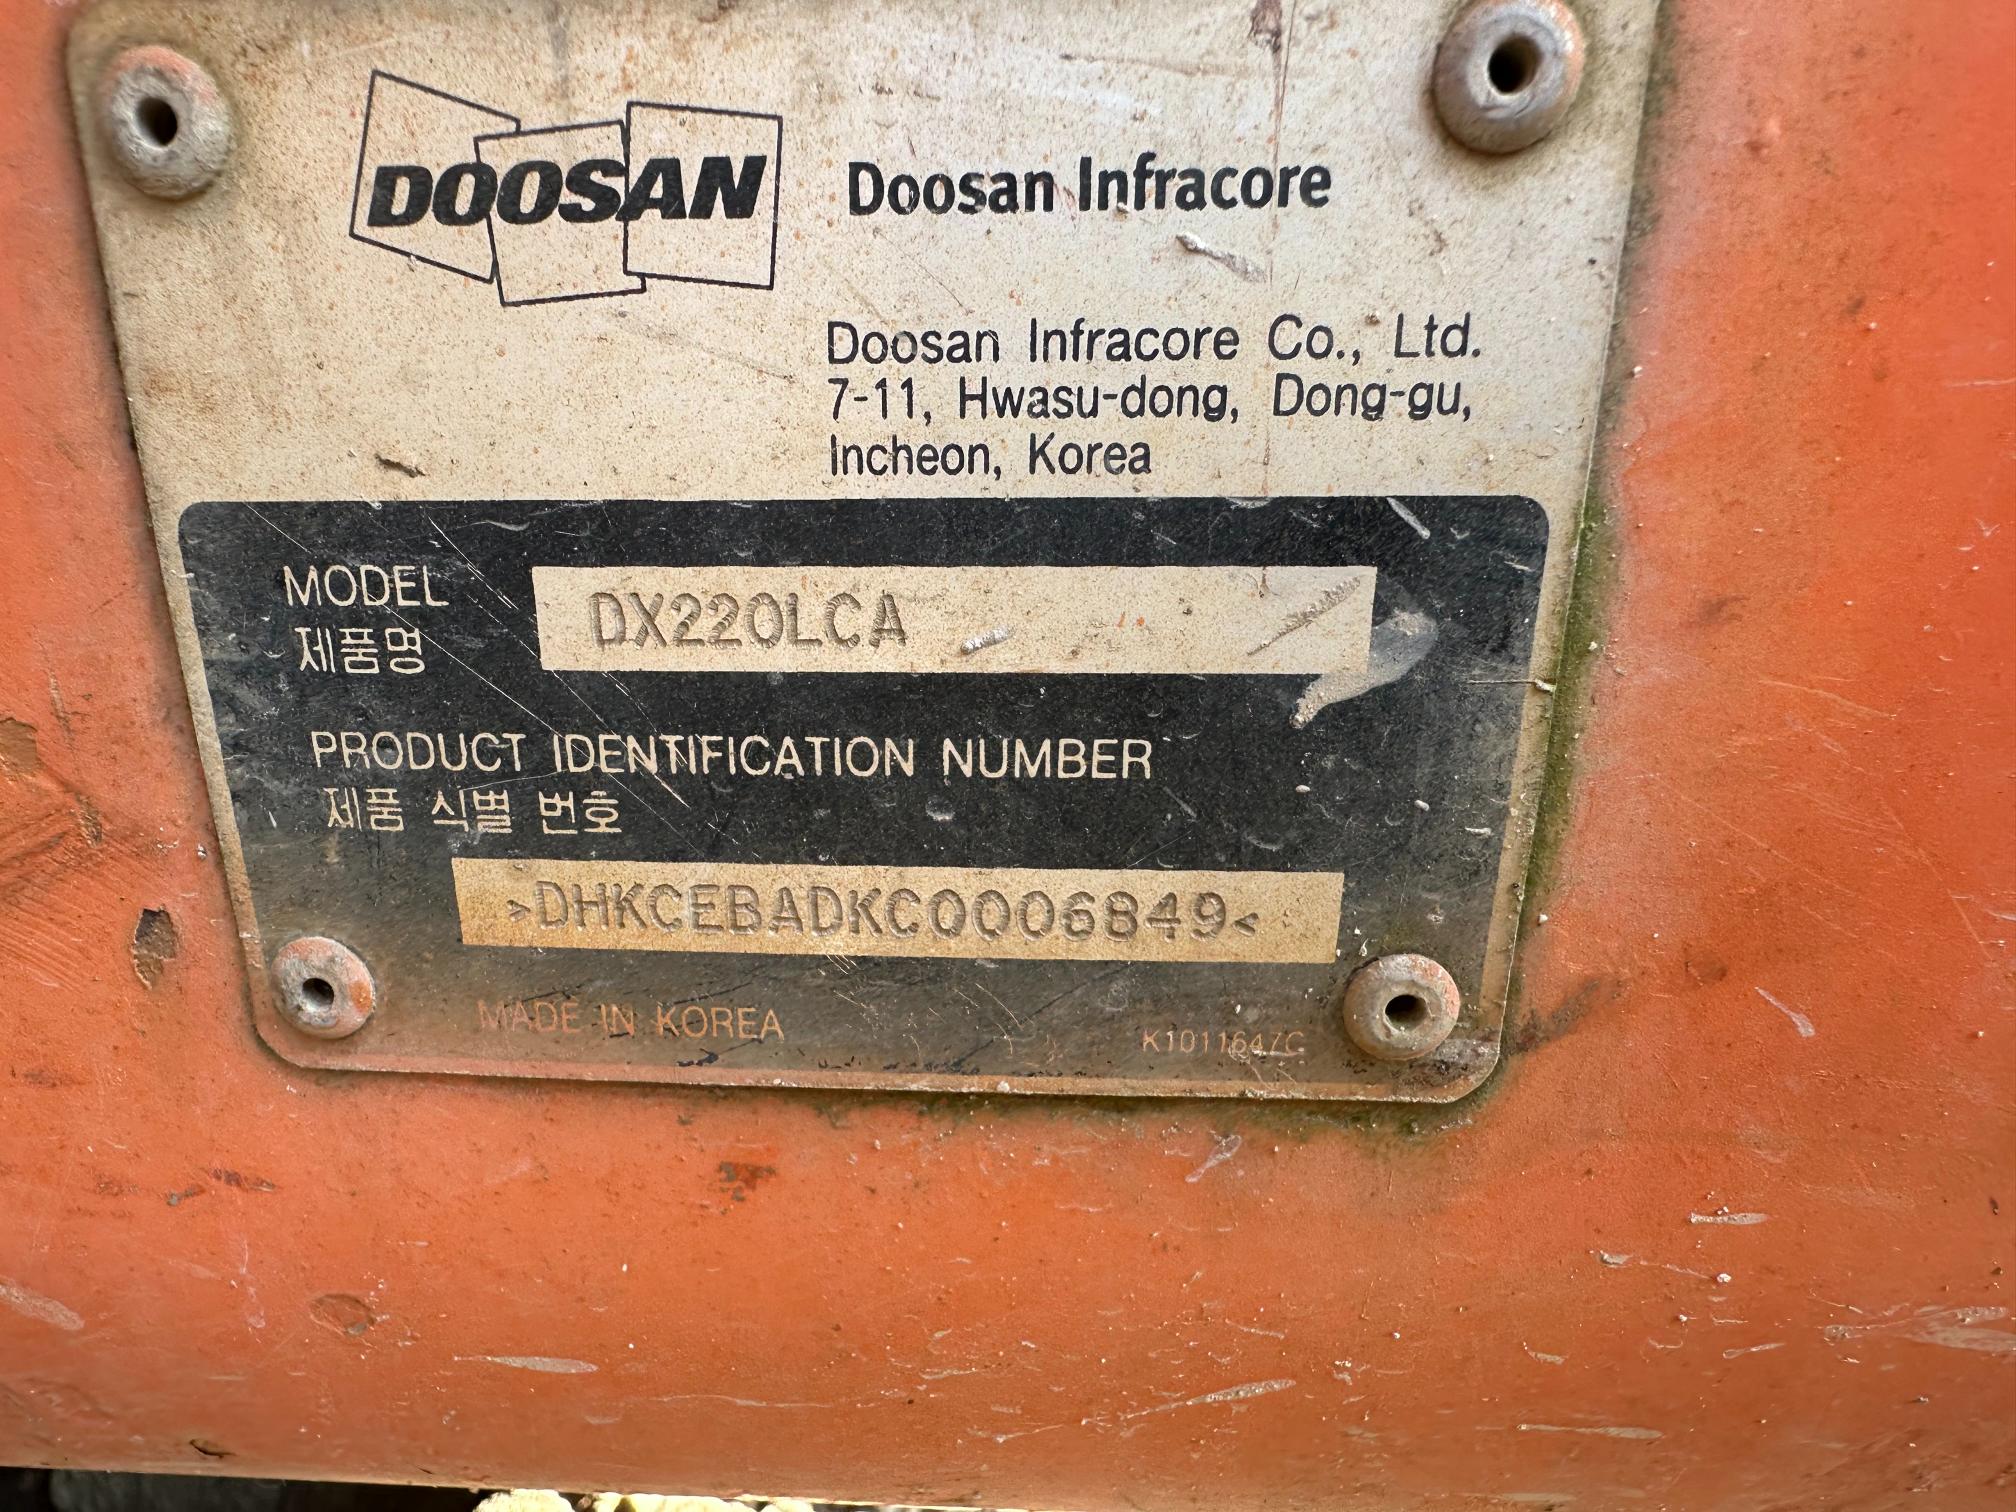 DOOSAN Doosan Infracore
Doosan Infracore Co., Ltd.
7-11, Hwasu-dong, Dong-gu,
Incheon, Korea
MODEL DX220LCA
제품명
PRODUCT IDENTIFICATION NUMBER
제품 식별 번호
>DHKCEBADKC0006849<
MADE IN KOREA K1011647C